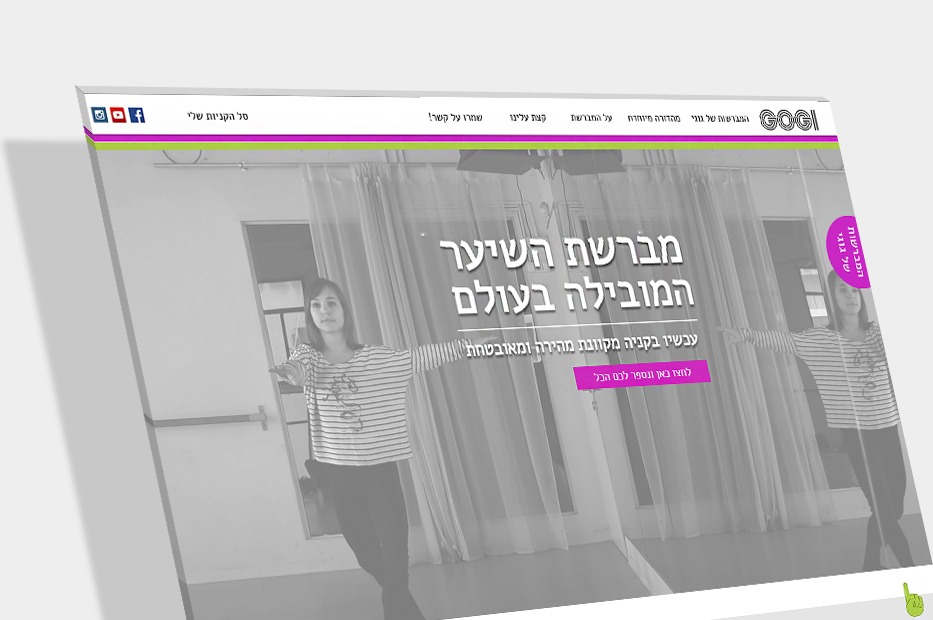 GOGI
המברשות של גוגי
מהדורה מיוחדת
על המברשת
קצת עלינו
שמרו על קשר!
סל הקניות שלי
מברשת השיער
המובילה בעולם
עכשיו בקניה מקוונת מהירה ומאובטחת
לחצו כאן ונספר לכם הכל
המברשות
של גוגי